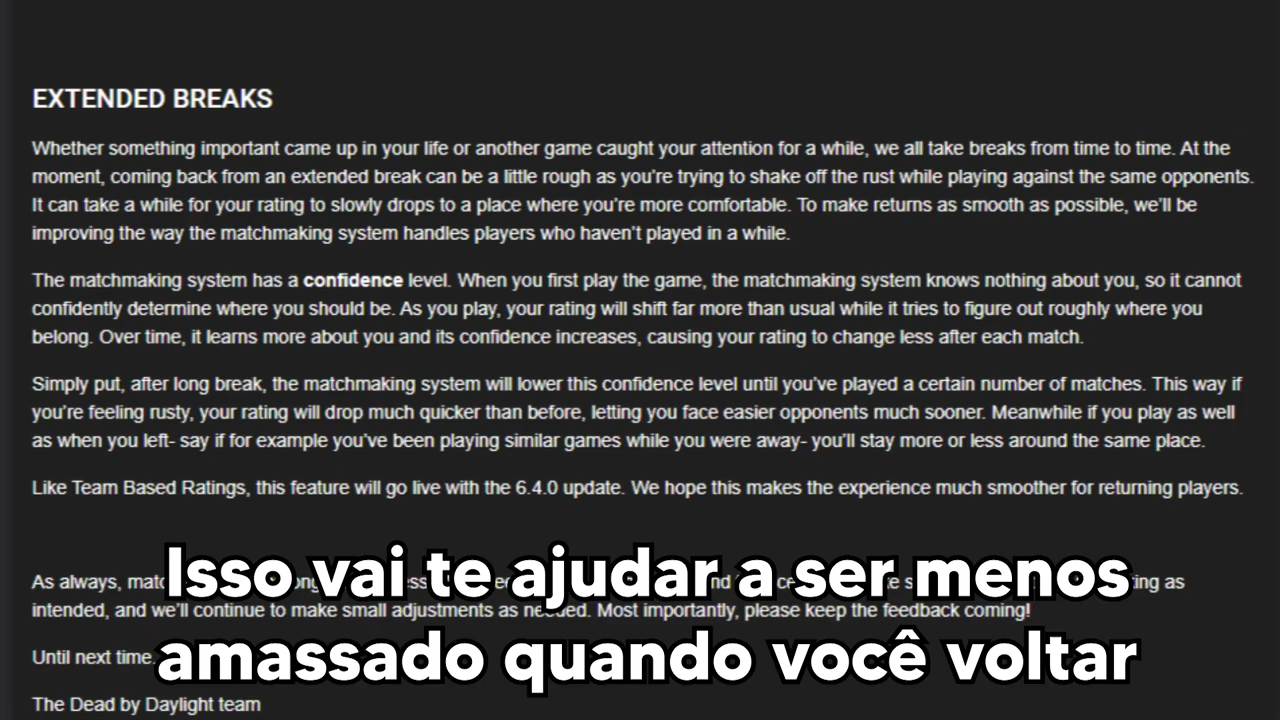 EXTENDED BREAKS
Whether something important came up in your life or another game caught your attention for a while, we all take breaks from time to time. At the
moment, coming back from an extended break can be a little rough as you're trying to shake off the rust while playing against the same opponents.
It can take a while for your rating to slowly drops to a place where you're more comfortable. To make returns as smooth as possible, we'll be
improving the way the matchmaking system handles players who haven't played in a while.
The matchmaking system has a confidence level. When you first play the game, the matchmaking system knows nothing about you, so it cannot
confidently determine where you should be. As you play, your rating will shift far more than usual while it tries to figure out roughly where you
belong. Over time, it learns more about you and its confidence increases, causing your rating to change less after each match.
Simply put, after long break, the matchmaking system will lower this confidence level until you've played a certain number of matches. This way if
you're feeling rusty, your rating will drop much quicker than before, letting you face easier opponents much sooner. Meanwhile if you play as well
as when you left- say if for example you've been playing similar games while you were away- you'll stay more or less around the same place.
Like Team Based Ratings, this feature will go live with the 6.4.0 update. We hope this makes the experience much smoother for returning players.
As always, as
intended, and we'll continue to make small adjustments as needed. Most importantly, please keep the feedback coming!
Until next time
The Dead by Daylight team
Isso vai te ajudar a ser menos
amassado quando você voltar